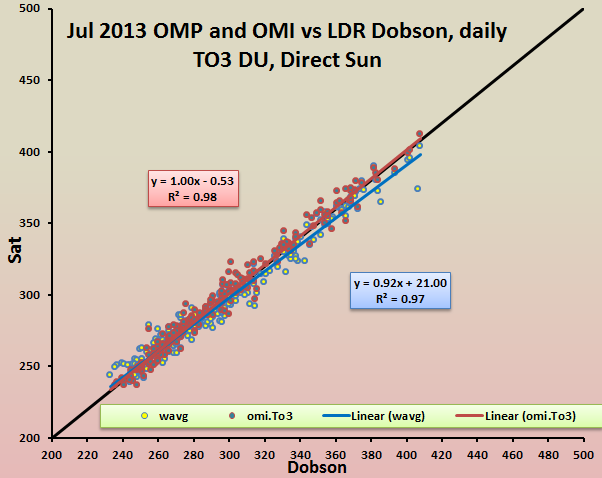 Jul 2013 OMP and OMI vs LDR Dobson, daily
TO3 DU, Direct Sun
500
450
400
350
300
250
200
Sat
y = 1.00x - 0.53
R² = 0.98
y = 0.92x + 21.00
R² = 0.97
wavg omi.To3 Linear (wavg) Linear (omi.To3)
200 220 240 260 280 300 320 340 360 380 400 420 440 460 480 500
Dobson